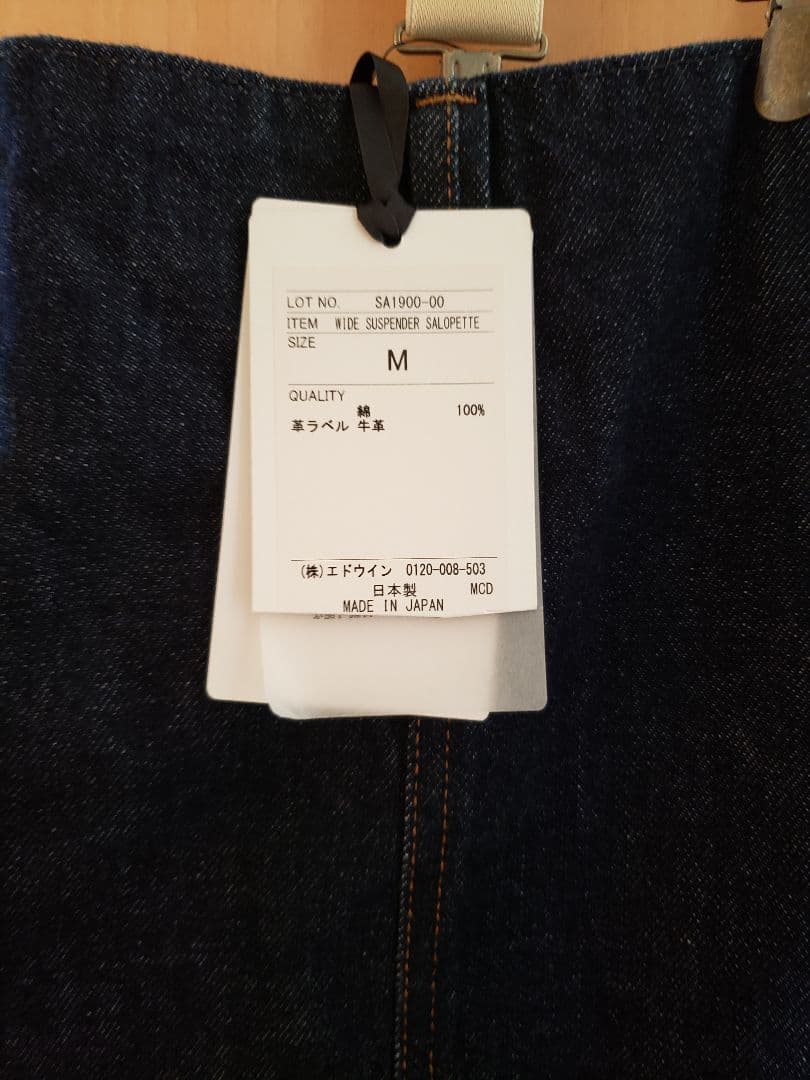 LOT NO. SA1900-00
ITEM WIDE SUSPENDER SALOPETTE
SIZE
M
QUALITY
綿 100%
革ラベル 牛革
(株)エドウイン 0120-008-503
日本製 MCD
MADE IN JAPAN